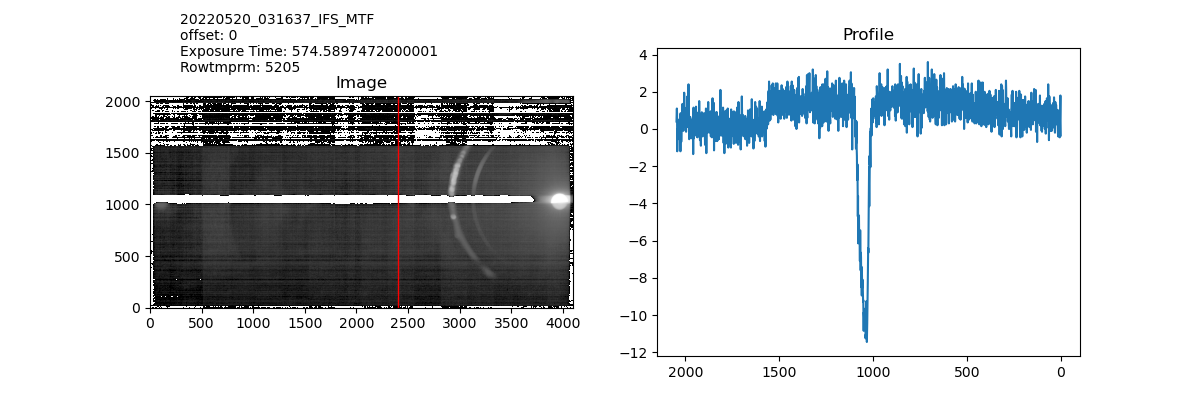 20220520_031637_IFS_MTF
offset: 0
Exposure Time: 574.5897472000001
Rowtmprm: 5205
Image
2000
1500
1000
500
0
0 500 1000 1500 2000 2500 3000 3500 4000
Profile
4
2
0
−2
−4
−6
−8
−10
−12
2000 1500 1000 500 0